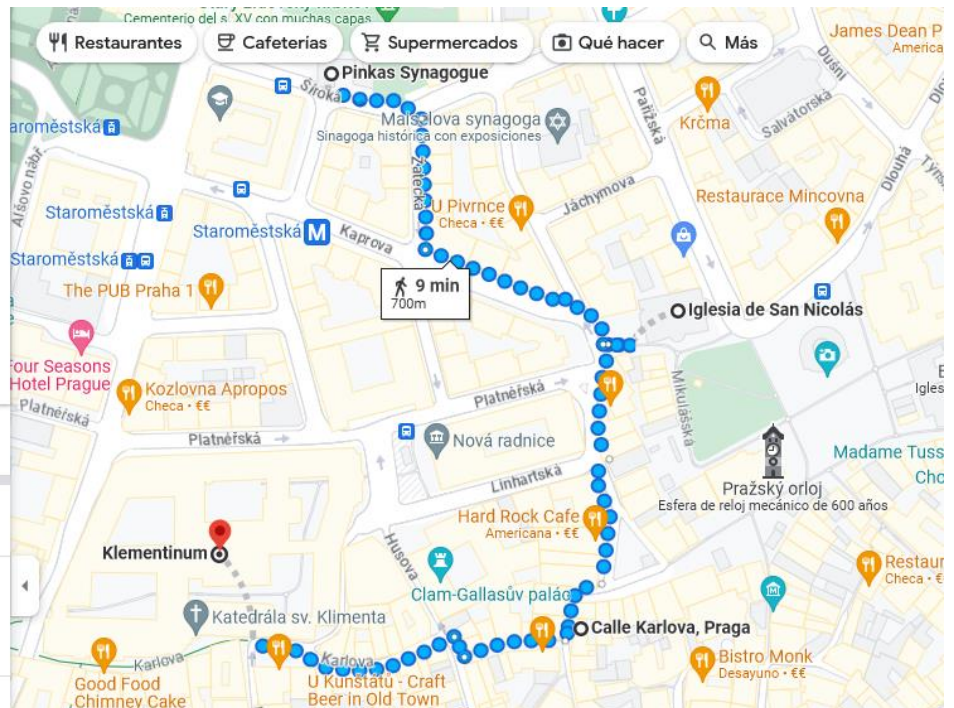 Cementerio del s. XV con muchas capas
Restaurantes
Cafeterías
Supermercados
Qué hacer
Más
James Dean P
America
Pinkas Synagogue
Široká
Dušní
aroměstská
Maiselova synagoga
Sinagoga histórica con exposiciones
Pařížská
Krčma
Salvátorská
Dlouhá
Alšovo nábř.
Žatecká
Staroměstská
Staroměstská
M
U Pivrnce
Checa • €€
Jáchymova
Restaurace Mincovna
Kaprova
Staroměstská
The PUB Praha 1
9 min
700m
Iglesia de San Nicolás
Four Seasons
Hotel Prague
Kozlovna Apropos
Checa • €€
Platnéřská
Platnéřská
Mikulášská
Igles
Platnéřská
Nová radnice
Madame Tuss
Cho
Linhartská
Pražský orloj
Esfera de reloj mecánico de 600 años
Hard Rock Cafe
Americana • €€
Klementinum
Husova
Clam-Gallasův palác
Restaur
Checa • €
Katedrála sv. Klimenta
Calle Karlova, Praga
Karlova
Karlova
Bistro Monk
Desayuno • €€
Good Food
Chimney Cake
U Kunštátů - Craft
Beer in Old Town